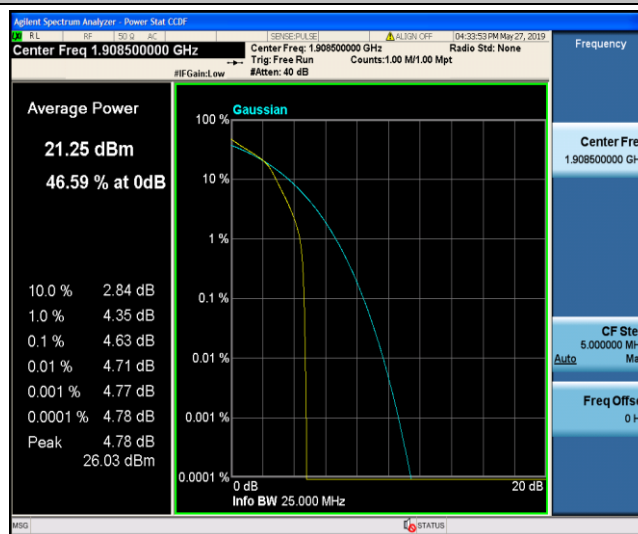 Agilent Spectrum Analyzer - Power Stat CCDF
RL RF 50 Ω AC SENSE:PULSE ALIGN OFF 04:33:53 PM May 27, 2019
Center Freq 1.908500000 GHz
Center Freq: 1.908500000 GHz Radio Std: None
Trig: Free Run Counts:1.00 M/1.00 Mpt
#IFGain:Low #Atten: 40 dB
Frequency
Average Power
21.25 dBm
46.59 % at 0dB
10.0 % 2.84 dB
1.0 % 4.35 dB
0.1 % 4.63 dB
0.01 % 4.71 dB
0.001 % 4.77 dB
0.0001 % 4.78 dB
Peak 4.78 dB
26.03 dBm
Gaussian
100 %
10 %
1 %
0.1 %
0.01 %
0.001 %
0.0001 %
0 dB 20 dB
Info BW 25.000 MHz
Center Fre
1.908500000 GH
CF Ste
5.000000 MH
Auto Ma
Freq Offse
0 H
MSG STATUS